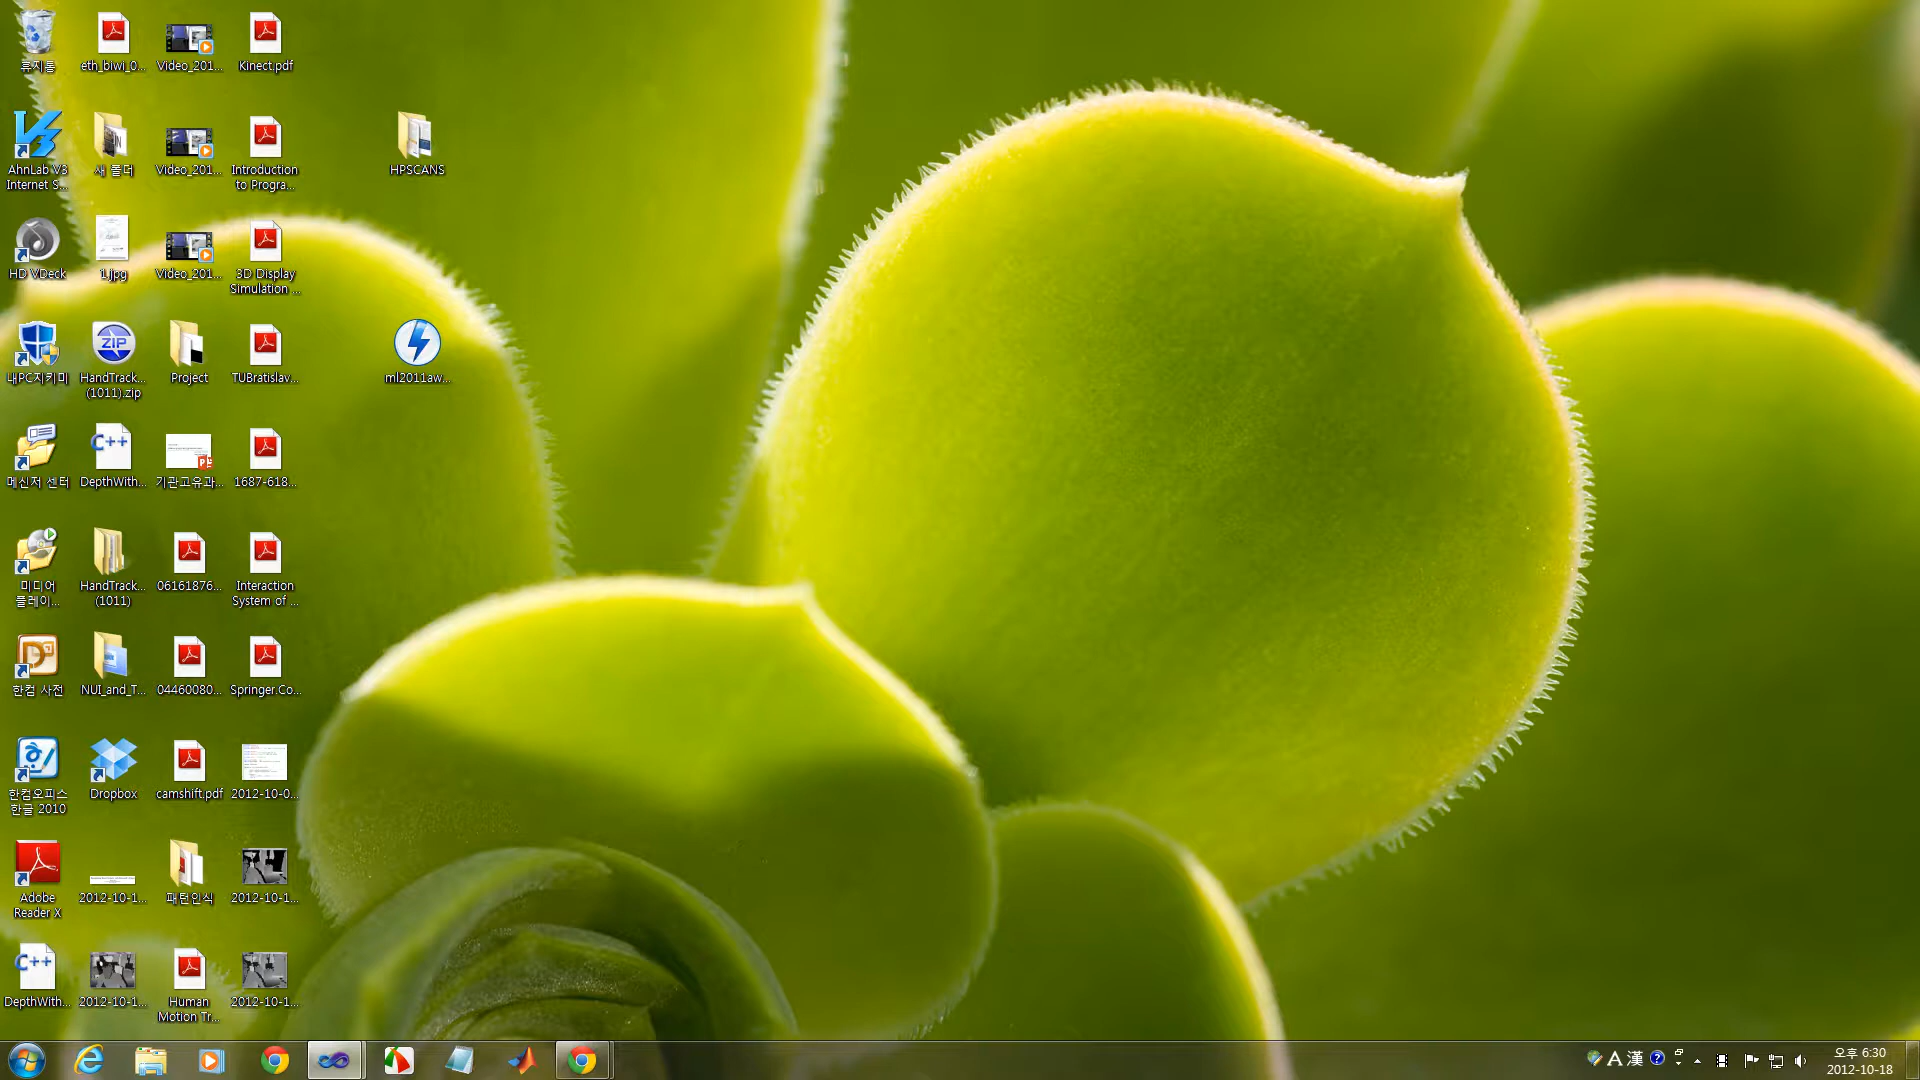 휴지통
eth_biwi_0...
Video_201...
Kinect.pdf
AhnLab V3
Internet S...
새 폴더
Video_201...
Introduction
to Progra...
HPSCANS
HD VDeck
1.jpg
Video_201...
3D Display
Simulation ...
내PC지키미
HandTrack...
(1011).zip
Project
TUBratislav...
ml2011aw...
메신저 센터
DepthWith...
기관고유과...
1687-618...
미디어
플레이...
HandTrack...
(1011)
06161876...
Interaction
System of ...
한컴 사전
NUI_and_T...
04460080...
Springer.Co...
한컴오피스
한글 2010
Dropbox
camshift.pdf
2012-10-0...
Adobe
Reader X
2012-10-1...
패턴인식
2012-10-1...
DepthWith...
2012-10-1...
Human
Motion Tr...
2012-10-1...
A 漢
오후 6:30
2012-10-18